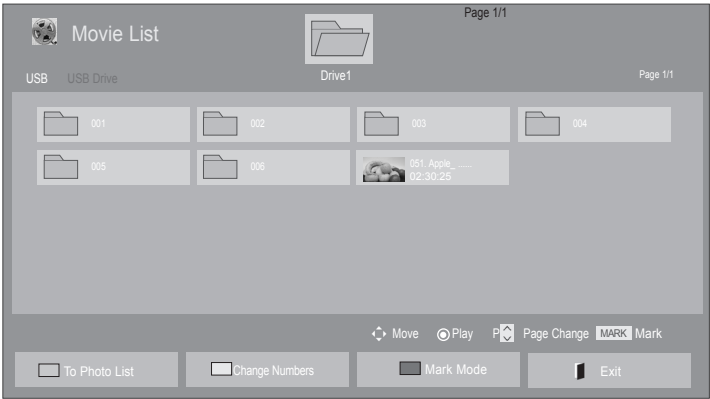 Page 1/1
Movie List
Drive1
USB USB Drive Page 1/1
001 002 003 004
005 006 051. Apple_ ......
02:30:25
Move Play P Page Change MARK Mark
To Photo List Change Numbers Mark Mode Exit